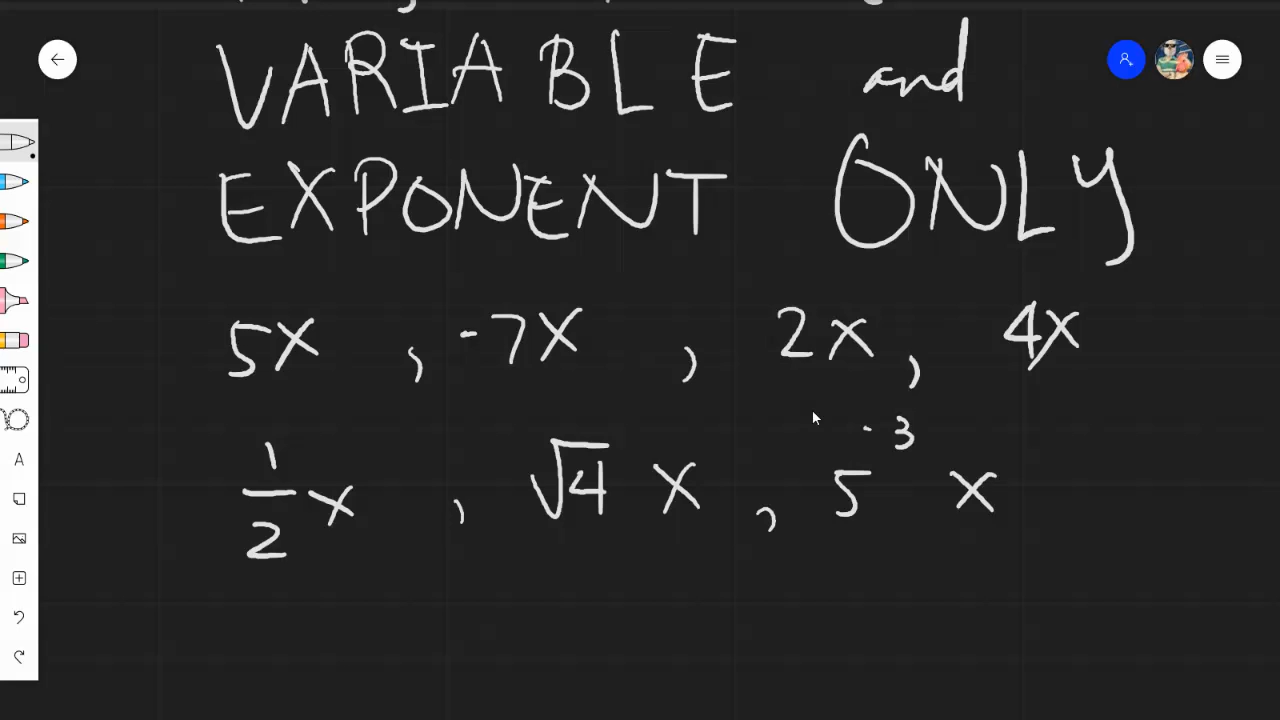 VARIABLE and
EXPONENT ONLY
5x , -7x , 2x , 4x
1/2 x , √4 x , 5^-3 x
A